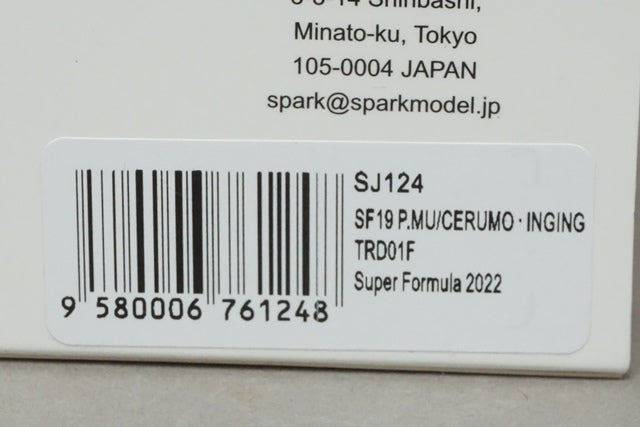 Shinbashi,
Minato-ku, Tokyo
105-0004 JAPAN
spark@sparkmodel.jp
SJ124
SF19 P.MU/CERUMO · INGING
TRD01F
Super Formula 2022
9 580006 761248